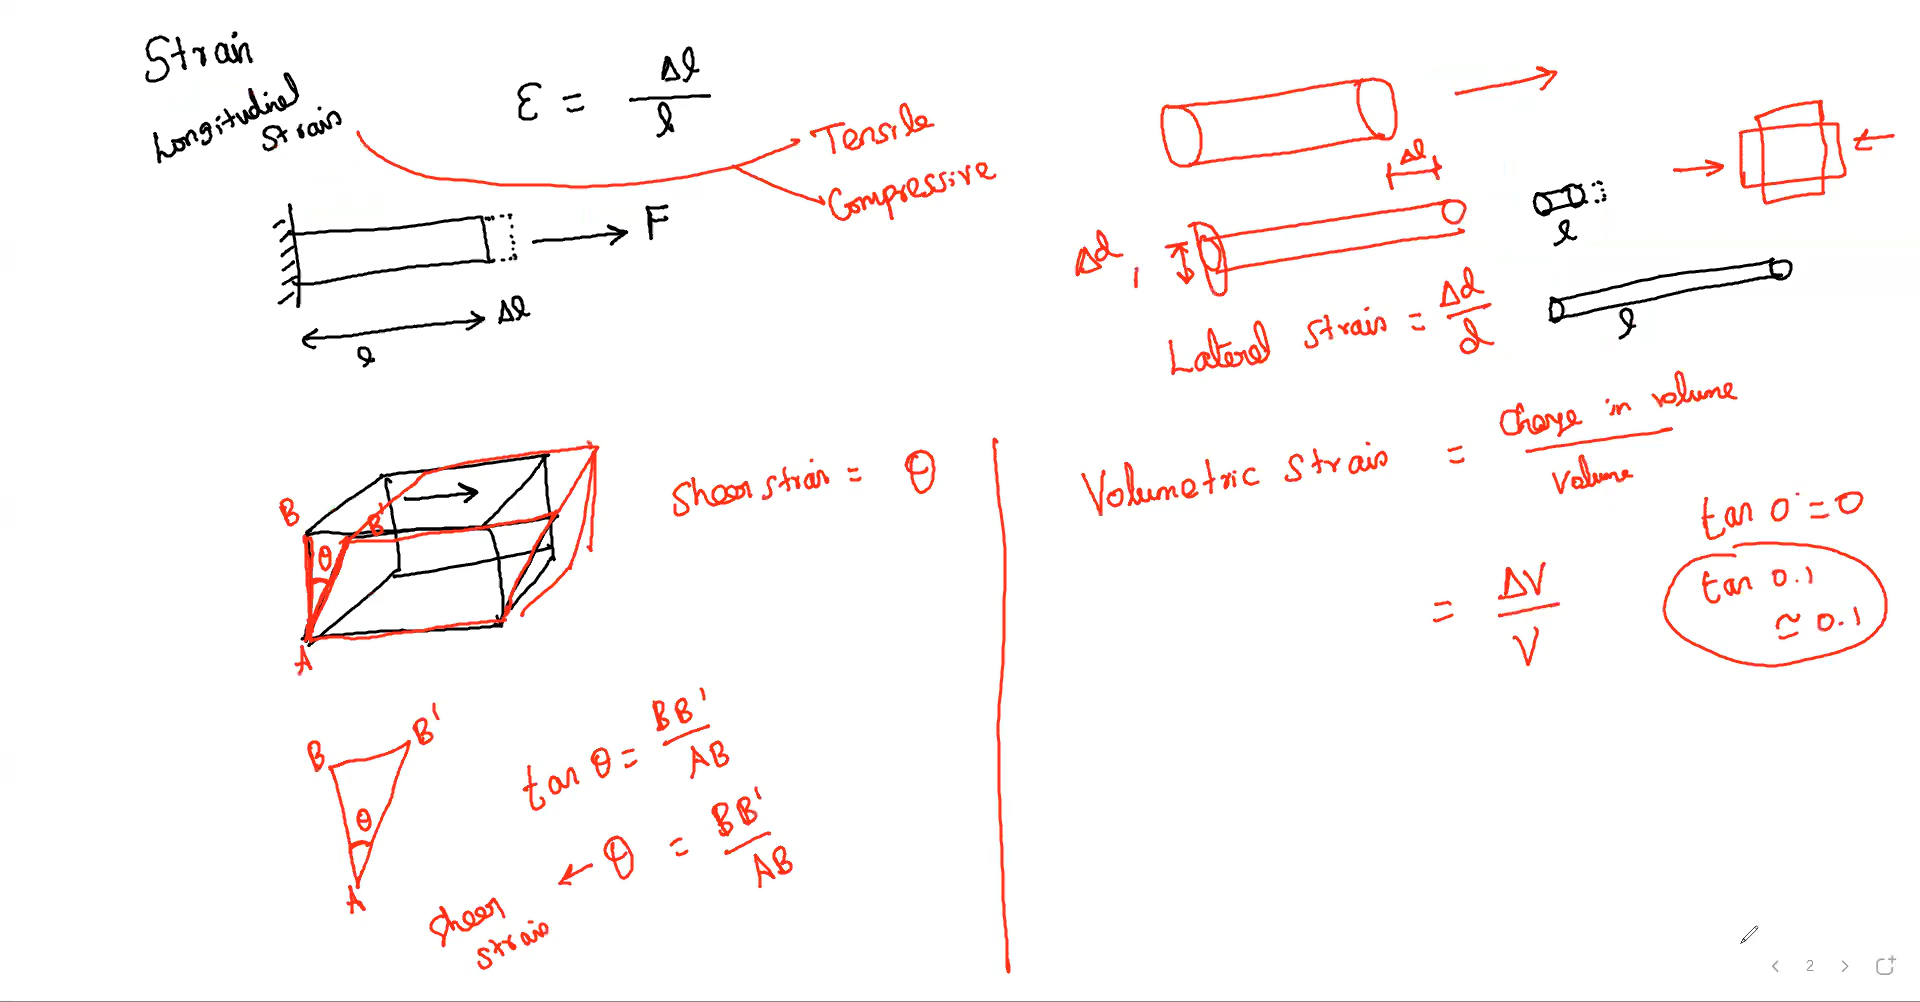 Strain
Longitudinal
Strain
ε = Δl / l
Tensile
Compressive
F
Δl
l
Δl
Δd,
l
l
Lateral Strain = Δd / d
B
B'
θ
A
Shear strain = θ
Volumetric Strain = Change in volume / Volume
= ΔV / V
tan 0° = 0
tan 0.1
≃ 0.1
B
B'
θ
A
tan θ = BB' / AB
← θ = BB' / AB
Shear
strain
2